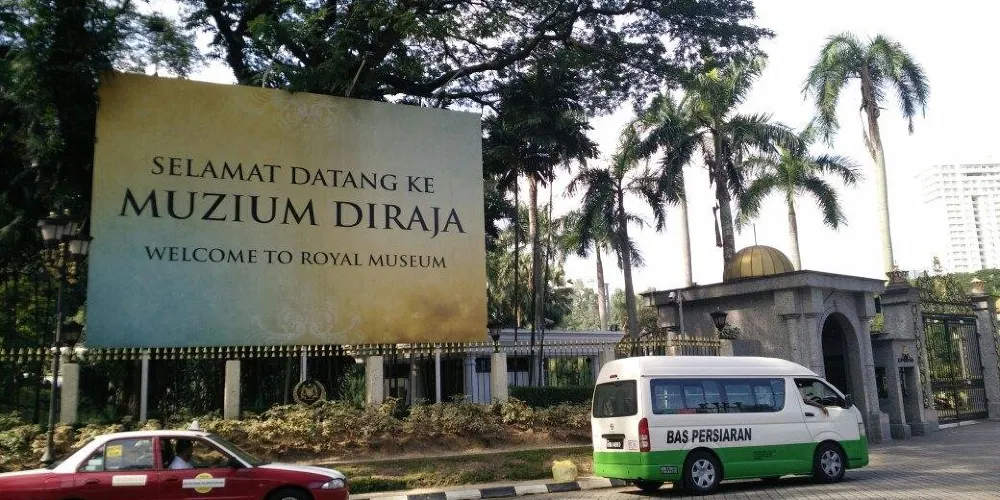 SELAMAT DATANG KE
MUZIUM DIRAJA
WELCOME TO ROYAL MUSEUM
BAS PERSIARAN